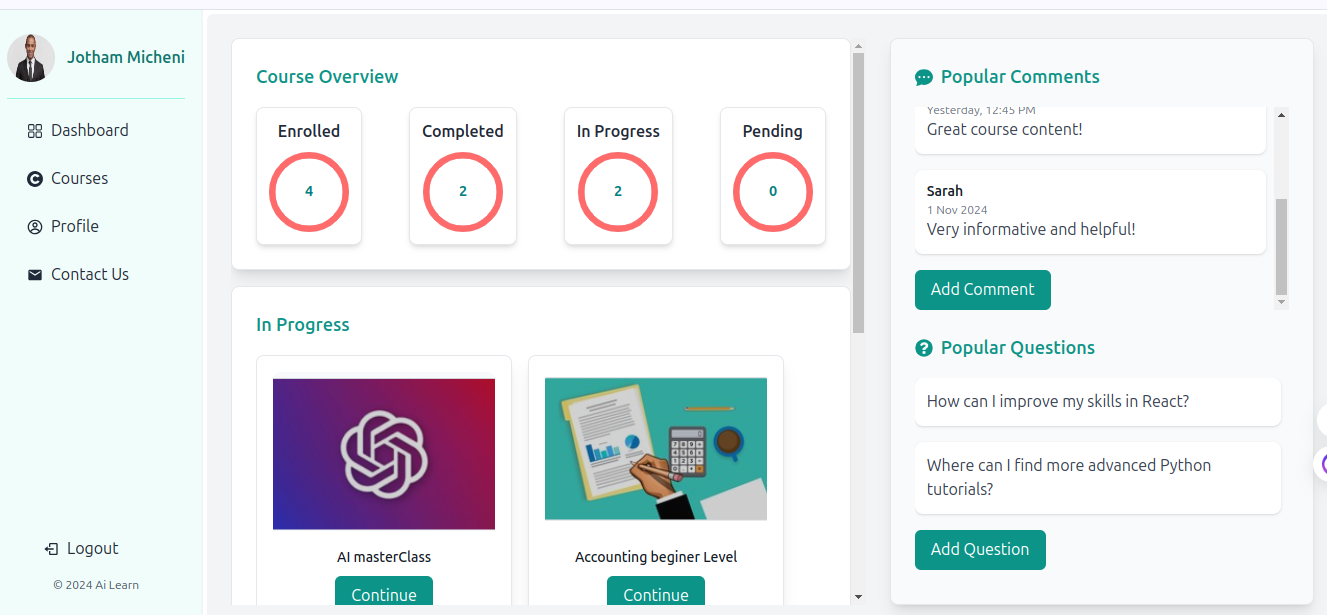 Jotham Micheni
Dashboard
Courses
Profile
Contact Us
Logout
© 2024 Ai Learn
Course Overview
Enrolled
4
Completed
2
In Progress
2
Pending
0
In Progress
AI masterClass
Continue
Accounting beginer Level
Continue
Popular Comments
Yesterday, 12:45 PM
Great course content!
Sarah
1 Nov 2024
Very informative and helpful!
Add Comment
Popular Questions
How can I improve my skills in React?
Where can I find more advanced Python
tutorials?
Add Question